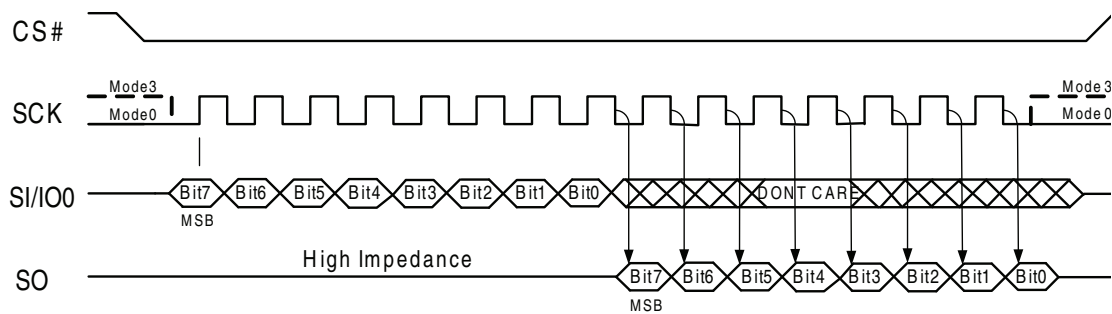 CS#
Mode3 Mode3
SCK Mode0 Mode0
SI/IO0 Bit7 Bit6 Bit5 Bit4 Bit3 Bit2 Bit1 Bit0 DONT CARE
MSB
High Impedance
SO Bit7 Bit6 Bit5 Bit4 Bit3 Bit2 Bit1 Bit0
MSB